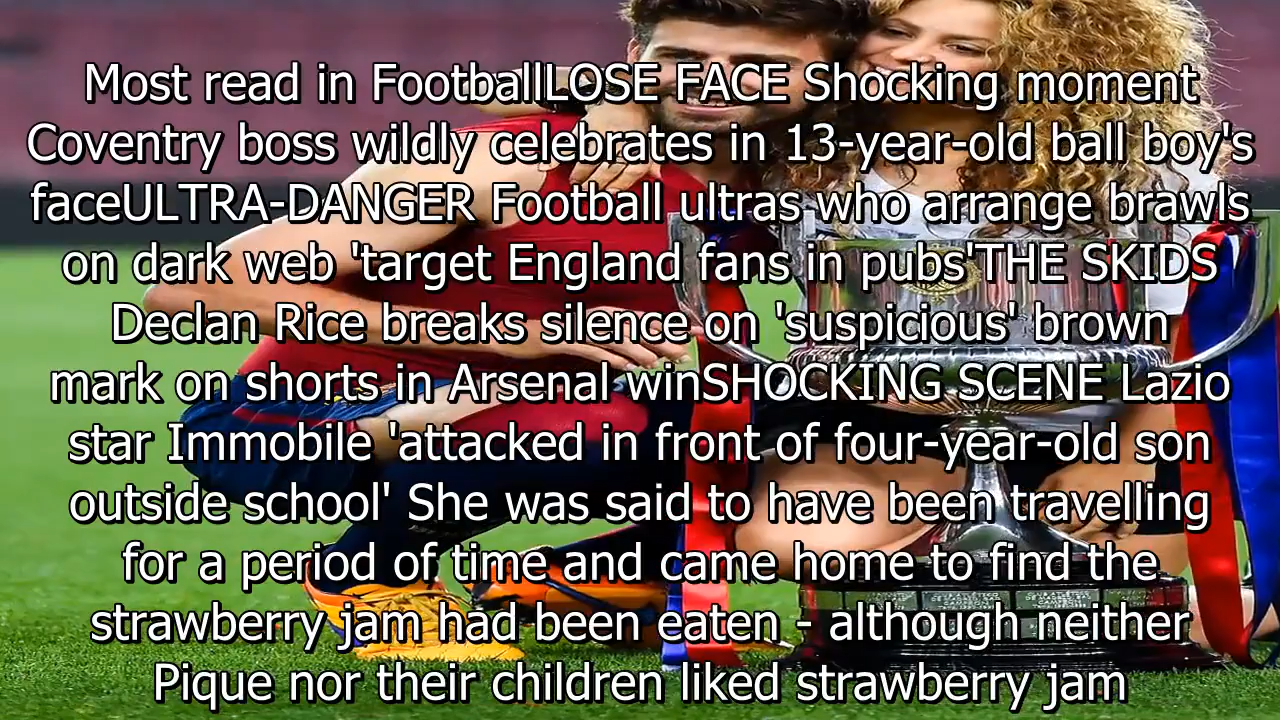 Most read in FootballLOSE FACE Shocking moment
Coventry boss wildly celebrates in 13-year-old ball boy's
faceULTRA-DANGER Football ultras who arrange brawls
on dark web 'target England fans in pubs'THE SKIDS
Declan Rice breaks silence on 'suspicious' brown
mark on shorts in Arsenal winSHOCKING SCENE Lazio
star Immobile 'attacked in front of four-year-old son
outside school' She was said to have been travelling
for a period of time and came home to find the
strawberry jam had been eaten - although neither
Pique nor their children liked strawberry jam